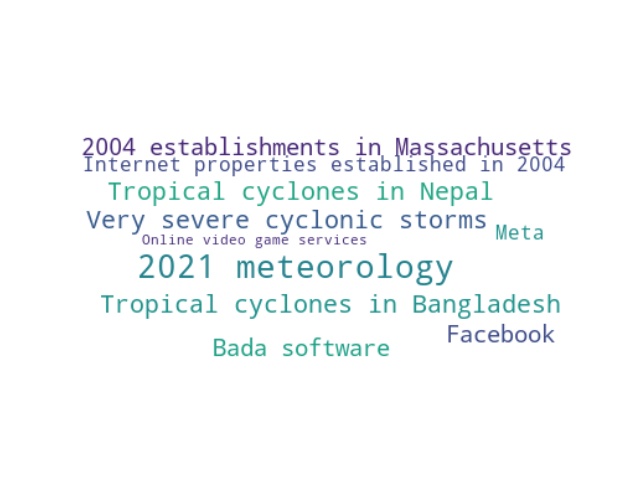 2004 establishments in Massachusetts
Internet properties established in 2004
Tropical cyclones in Nepal
Very severe cyclonic storms
Meta
Online video game services
2021 meteorology
Tropical cyclones in Bangladesh
Facebook
Bada software